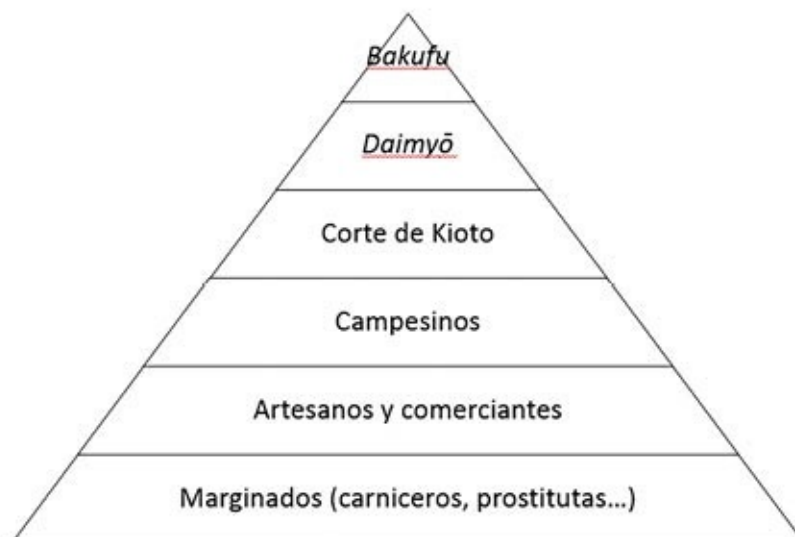 Bakufu
Daimyō
Corte de Kioto
Campesinos
Artesanos y comerciantes
Marginados (carniceros, prostitutas...)